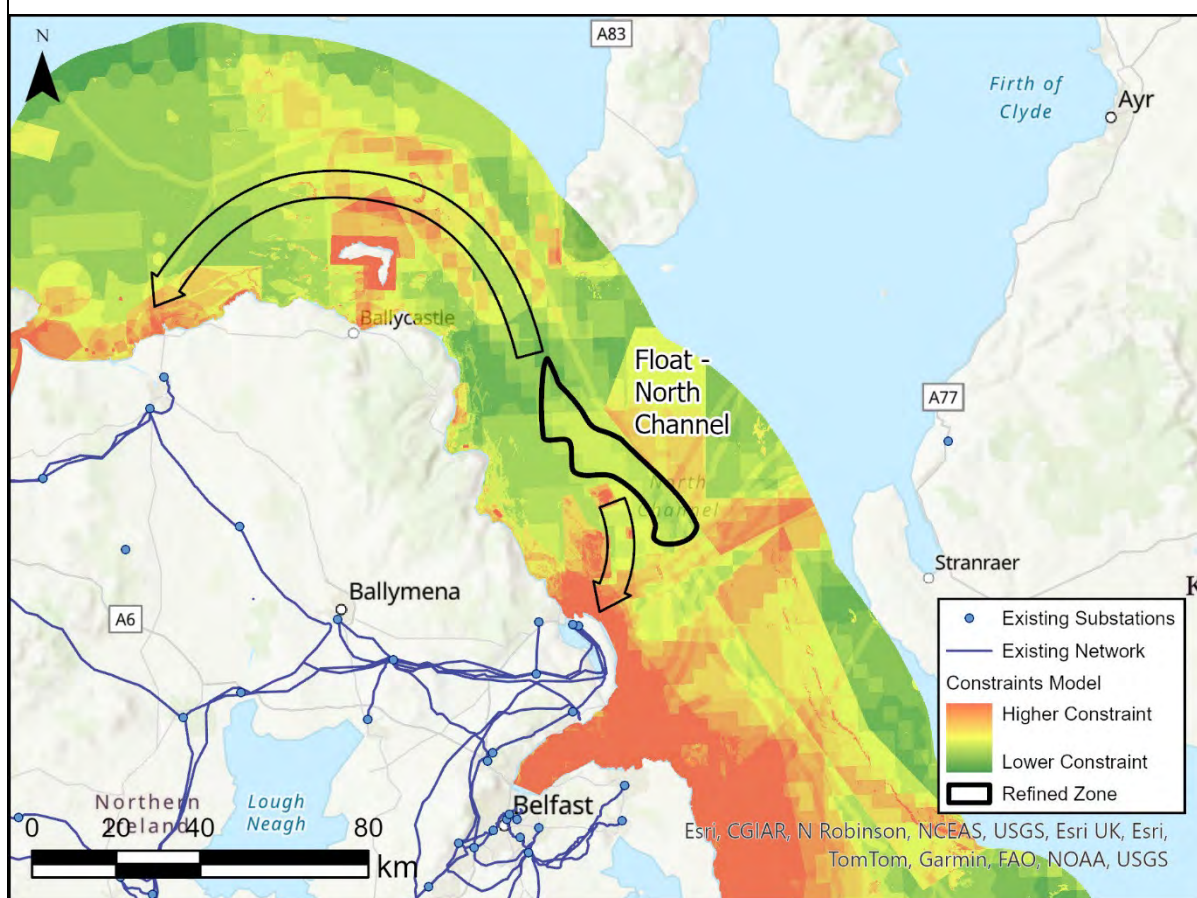 N
A83
Firth of
Clyde
Ayr
Ballycastle
Float -
North
Channel
A77
North
Channel
Stranraer
K
Ballymena
A6
Existing Substations
Existing Network
Constraints Model
Higher Constraint
Lower Constraint
Refined Zone
Northern
Ireland
Lough
Neagh
Belfast
0 20 40 80
km
Esri, CGIAR, N Robinson, NCEAS, USGS, Esri UK, Esri,
TomTom, Garmin, FAO, NOAA, USGS